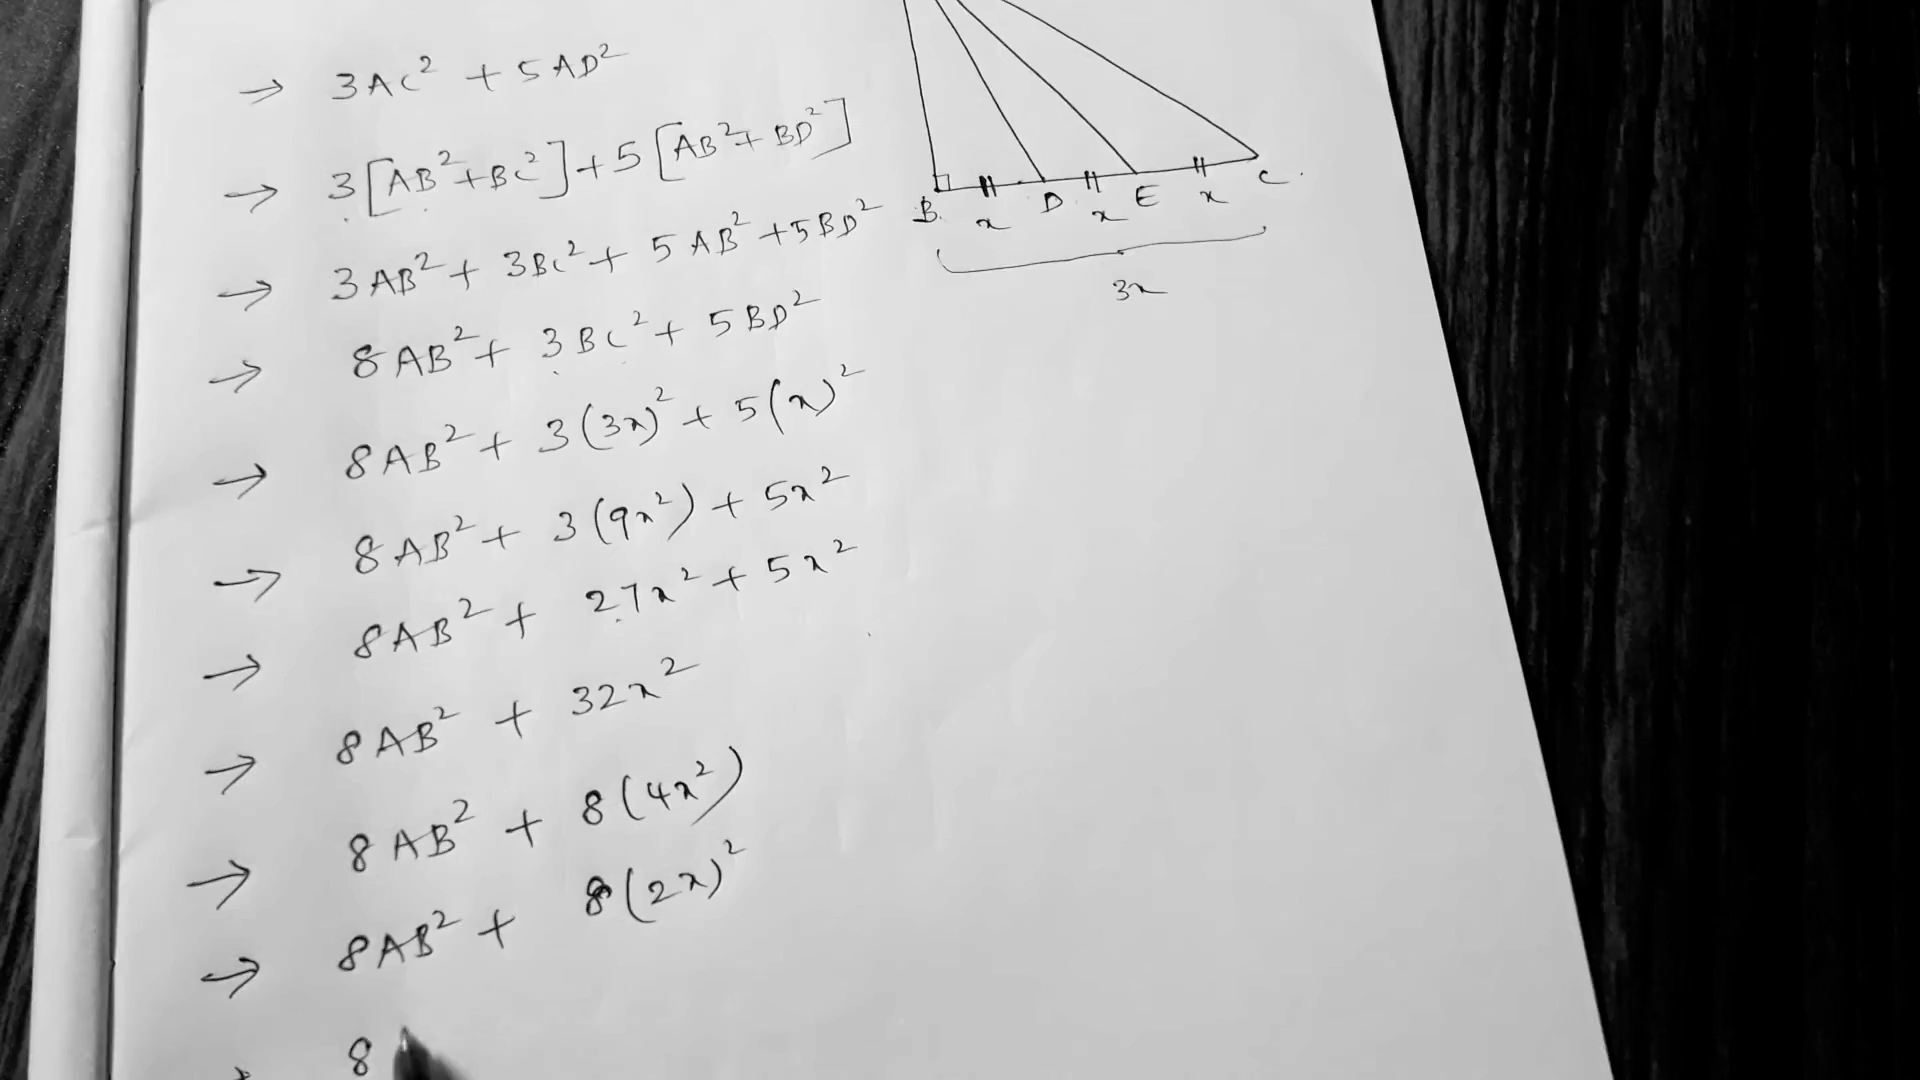 → 3AC² + 5AD²
→ 3[AB²+BC²]+5[AB²+BD²]
→ 3AB²+ 3BC²+ 5AB²+5BD²
→ 8AB²+ 3BC²+ 5BD²
→ 8AB²+ 3(3x)²+ 5(x)²
→ 8AB²+ 3(9x²)+ 5x²
→ 8AB²+ 27x²+ 5x²
→ 8AB² + 32x²
→ 8AB² + 8(4x²)
→ 8AB²+ 8(2x)²
8
B x D x E x C
3x